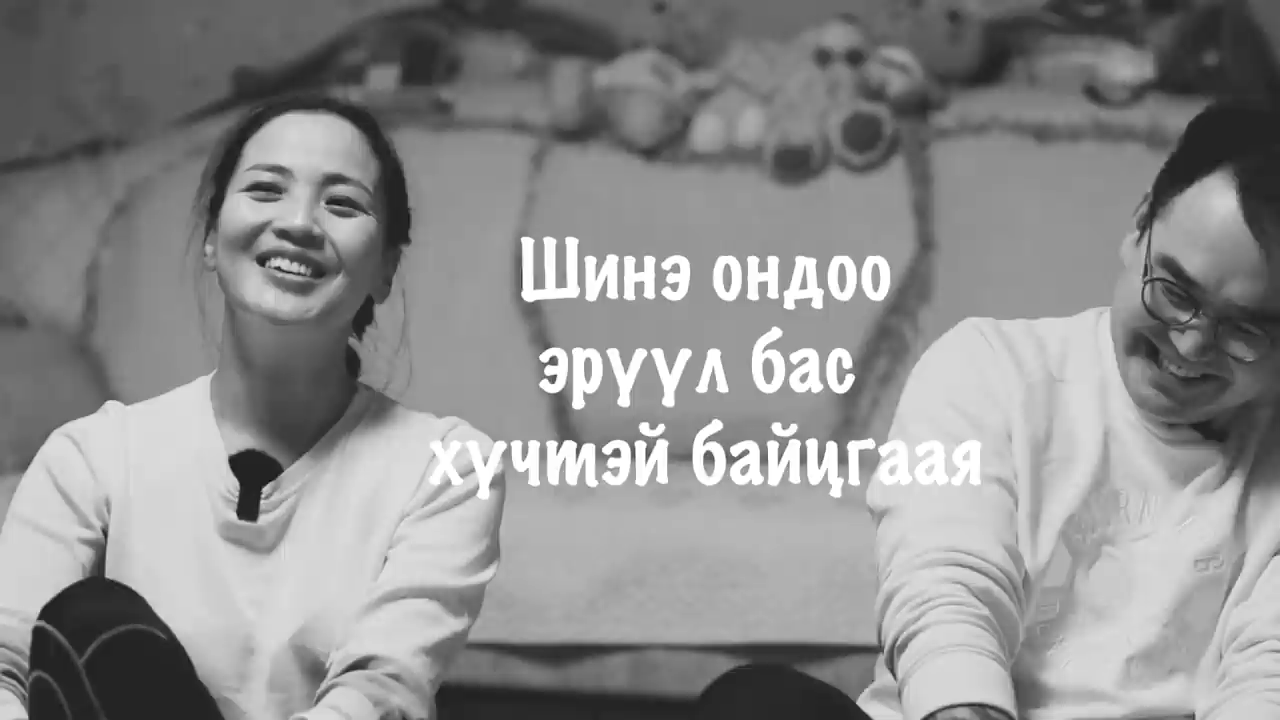 Шинэ ондоо
эрүүл бас
хүчтэй байцгаая